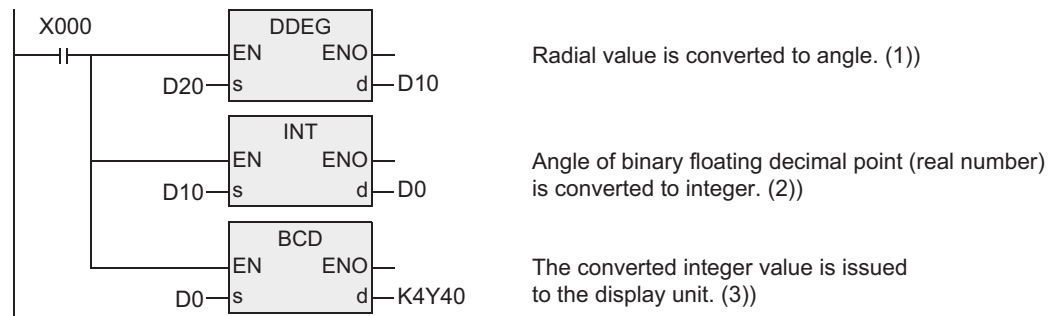 X000
DDEG
EN ENO
D20 s d D10
Radial value is converted to angle. (1))
INT
EN ENO
D10 s d D0
Angle of binary floating decimal point (real number)
is converted to integer. (2))
BCD
EN ENO
D0 s d K4Y40
The converted integer value is issued
to the display unit. (3))